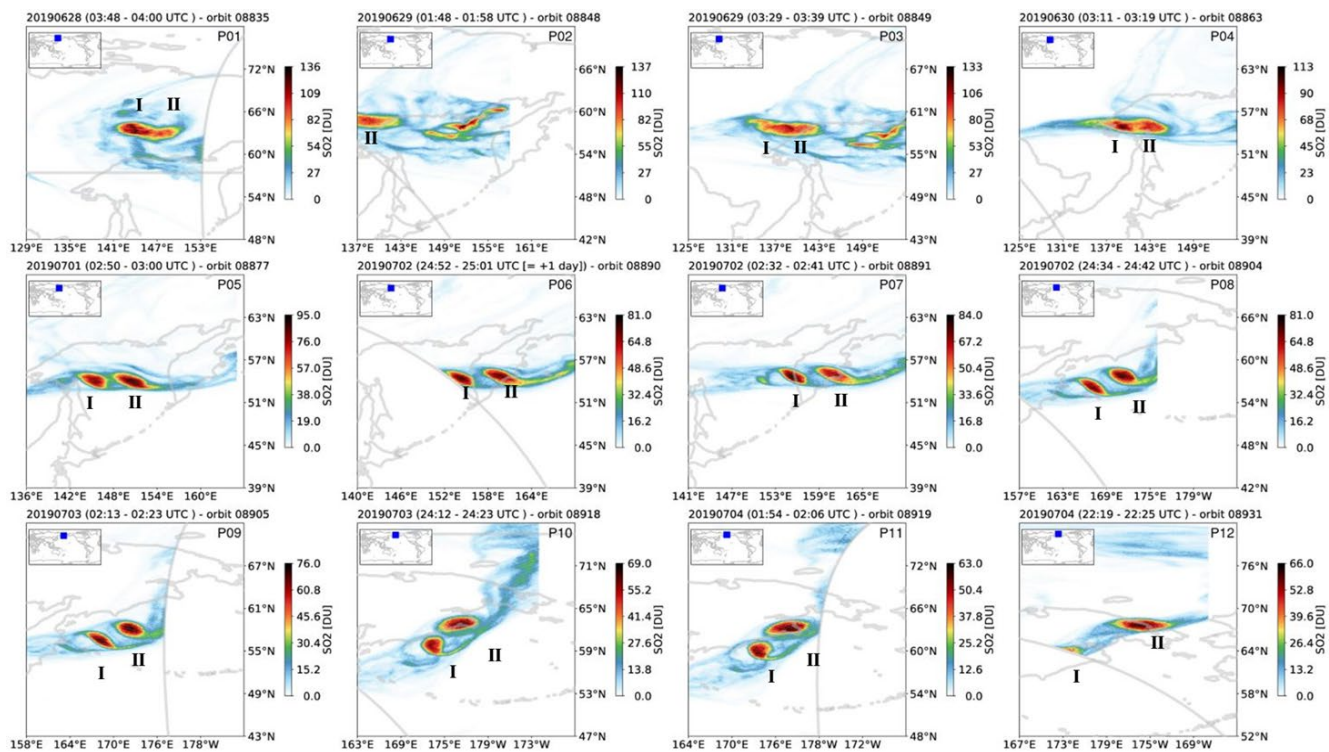 20190628 (03:48 - 04:00 UTC ) - orbit 08835
P01
I II
72°N
66°N
60°N
54°N
48°N
129°E 135°E 141°E 147°E 153°E
136
109
82
54
27
0
SO2 [DU]
20190629 (01:48 - 01:58 UTC ) - orbit 08848
P02
II
66°N
60°N
54°N
48°N
42°N
137°E 143°E 149°E 155°E 161°E
137
110
82
55
27
0
SO2 [DU]
20190629 (03:29 - 03:39 UTC ) - orbit 08849
P03
I II
67°N
61°N
55°N
49°N
43°N
125°E 131°E 137°E 143°E 149°E
133
106
80
53
27
0
SO2 [DU]
20190630 (03:11 - 03:19 UTC ) - orbit 08863
P04
I II
63°N
57°N
51°N
45°N
39°N
125°E 131°E 137°E 143°E 149°E
113
90
68
45
23
0
SO2 [DU]
20190701 (02:50 - 03:00 UTC ) - orbit 08877
P05
I II
63°N
57°N
51°N
45°N
39°N
136°E 142°E 148°E 154°E 160°E
95.0
76.0
57.0
38.0
19.0
0.0
SO2 [DU]
20190702 (24:52 - 25:01 UTC [= +1 day]) - orbit 08890
P06
I II
63°N
57°N
51°N
45°N
39°N
140°E 146°E 152°E 158°E 164°E
81.0
64.8
48.6
32.4
16.2
0.0
SO2 [DU]
20190702 (02:32 - 02:41 UTC ) - orbit 08891
P07
I II
63°N
57°N
51°N
45°N
39°N
141°E 147°E 153°E 159°E 165°E
84.0
67.2
50.4
33.6
16.8
0.0
SO2 [DU]
20190702 (24:34 - 24:42 UTC ) - orbit 08904
P08
I II
66°N
60°N
54°N
48°N
42°N
157°E 163°E 169°E 175°E 179°W
81.0
64.8
48.6
32.4
16.2
0.0
SO2 [DU]
20190703 (02:13 - 02:23 UTC ) - orbit 08905
P09
I II
67°N
61°N
55°N
49°N
43°N
158°E 164°E 170°E 176°E 178°W
76.0
60.8
45.6
30.4
15.2
0.0
SO2 [DU]
20190703 (24:12 - 24:23 UTC ) - orbit 08918
P10
I II
71°N
65°N
59°N
53°N
47°N
163°E 169°E 175°E 179°W 173°W
69.0
55.2
41.4
27.6
13.8
0.0
SO2 [DU]
20190704 (01:54 - 02:06 UTC ) - orbit 08919
P11
I II
72°N
66°N
60°N
54°N
48°N
164°E 170°E 176°E 178°W 172°W
63.0
50.4
37.8
25.2
12.6
0.0
SO2 [DU]
20190704 (22:19 - 22:25 UTC ) - orbit 08931
P12
I II
76°N
70°N
64°N
58°N
52°N
167°E 173°E 179°E 175°W 169°W
66.0
52.8
39.6
26.4
13.2
0.0
SO2 [DU]